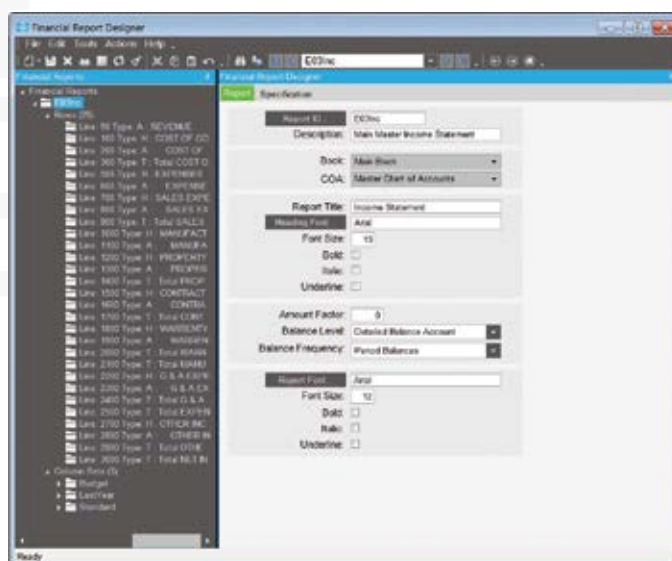 Financial Report Designer
File Edit Tools Actions Help
E03Inc
Financial Reports
Financial Report Designer
Financial Reports
E03Inc
Rows
Line: 100 Type: H : COST OF GO
Line: 200 Type: A : COST OF
Line: 300 Type: T : Total COST O
Line: 500 Type: H : EXPENSES
Line: 600 Type: A : EXPENSE
Line: 700 Type: H : SALES EXPE
Line: 800 Type: A : SALES EX
Line: 900 Type: T : Total SALES
Line: 1000 Type: H : MANUFACT
Line: 1100 Type: A : MANUFA
Line: 1200 Type: H : PROPERTY
Line: 1300 Type: A : PROPER
Line: 1400 Type: T : Total PROP
Line: 1500 Type: H : CONTRACT
Line: 1600 Type: A : CONTRA
Line: 1700 Type: T : Total CONT
Line: 1800 Type: H : WARRENTY
Line: 1900 Type: A : WARREN
Line: 2000 Type: T : Total WARR
Line: 2100 Type: T : Total MANU
Line: 2200 Type: H : G & A EXPE
Line: 2300 Type: A : G & A EX
Line: 2400 Type: T : Total G & A
Line: 2500 Type: T : Total EXPEN
Line: 2700 Type: H : OTHER INC
Line: 2800 Type: A : OTHER IN
Line: 2900 Type: T : Total OTHE
Line: 3000 Type: T : Total NET IN
Column Sets (3)
Budget
LastYear
Standard
Report Specification
Report ID E03Inc
Description: Main Master Income Statement
Book: Main Book
COA: Master Chart of Accounts
Report Title: Income Statement
Heading Font Arial
Font Size: 15
Bold:
Italic:
Underline:
Amount Factor: 0
Balance Level: Detailed Balance Account
Balance Frequency: Period Balances
Report Font Arial
Font Size: 12
Bold:
Italic:
Underline:
Ready